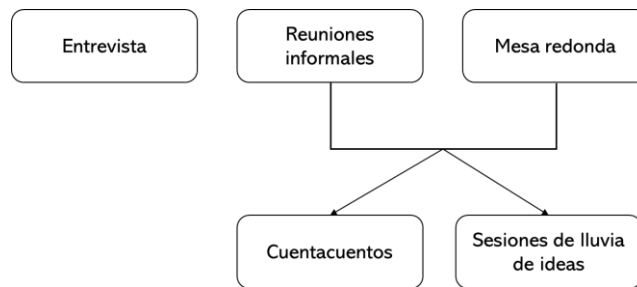 Entrevista
Reuniones
informales
Mesa redonda
Cuentacuentos
Sesiones de lluvia
de ideas